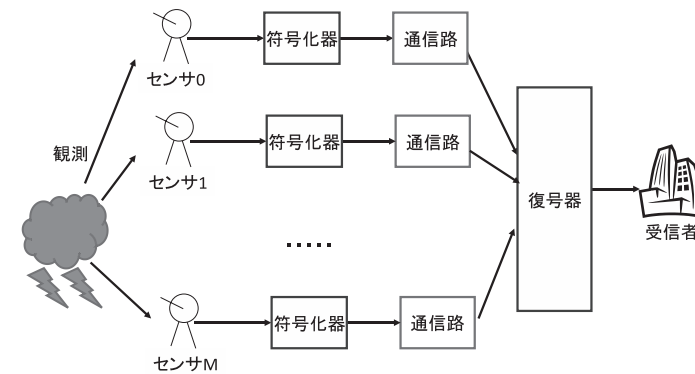 符号化器
通信路
センサ0
観測
符号化器
通信路
センサ1
復号器
受信者
.....
符号化器
通信路
センサM